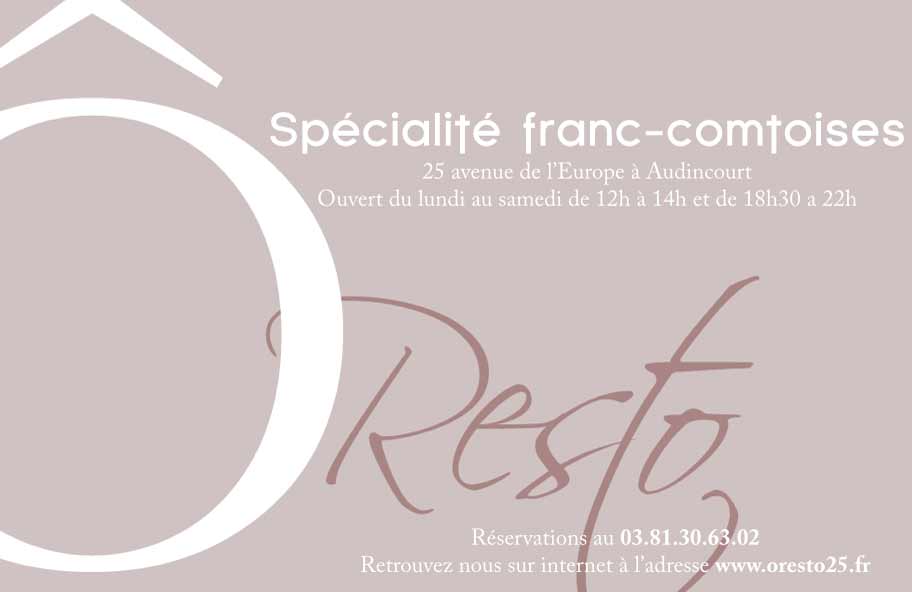 Spécialité franc-comtoises
25 avenue de l'Europe à Audincourt
Ouvert du lundi au samedi de 12h à 14h et de 18h30 a 22h
Ô
Resto
Réservations au 03.81.30.63.02
Retrouvez nous sur internet à l'adresse www.oresto25.fr